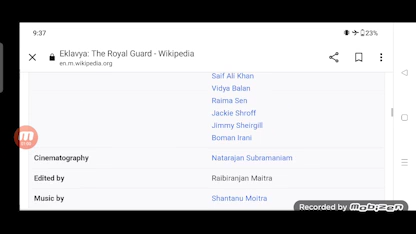 9:37
23%
Eklavya: The Royal Guard - Wikipedia
en.m.wikipedia.org
Saif Ali Khan
Vidya Balan
Raima Sen
Jackie Shroff
Jimmy Sheirgill
Boman Irani
Cinematography Natarajan Subramaniam
Edited by Raibiranjan Maitra
Music by Shantanu Moitra
Recorded by Mobizen